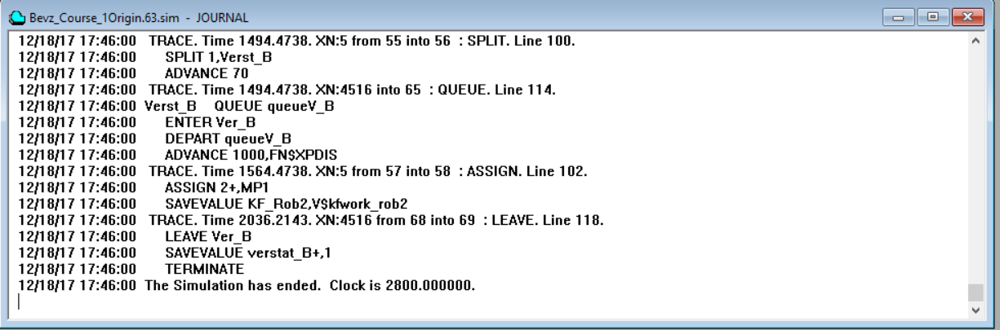 Bevz_Course_1Origin.63.sim - JOURNAL
12/18/17 17:46:00 TRACE. Time 1494.4738. XN:5 from 55 into 56 : SPLIT. Line 100.
12/18/17 17:46:00 SPLIT 1,Verst_B
12/18/17 17:46:00 ADVANCE 70
12/18/17 17:46:00 TRACE. Time 1494.4738. XN:4516 into 65 : QUEUE. Line 114.
12/18/17 17:46:00 Verst_B QUEUE queueV_B
12/18/17 17:46:00 ENTER Ver_B
12/18/17 17:46:00 DEPART queueV_B
12/18/17 17:46:00 ADVANCE 1000,FN$XPDIS
12/18/17 17:46:00 TRACE. Time 1564.4738. XN:5 from 57 into 58 : ASSIGN. Line 102.
12/18/17 17:46:00 ASSIGN 2+,MP1
12/18/17 17:46:00 SAVEVALUE KF_Rob2,V$kfwork_rob2
12/18/17 17:46:00 TRACE. Time 2036.2143. XN:4516 from 68 into 69 : LEAVE. Line 118.
12/18/17 17:46:00 LEAVE Ver_B
12/18/17 17:46:00 SAVEVALUE verstat_B+,1
12/18/17 17:46:00 TERMINATE
12/18/17 17:46:00 The Simulation has ended. Clock is 2800.000000.